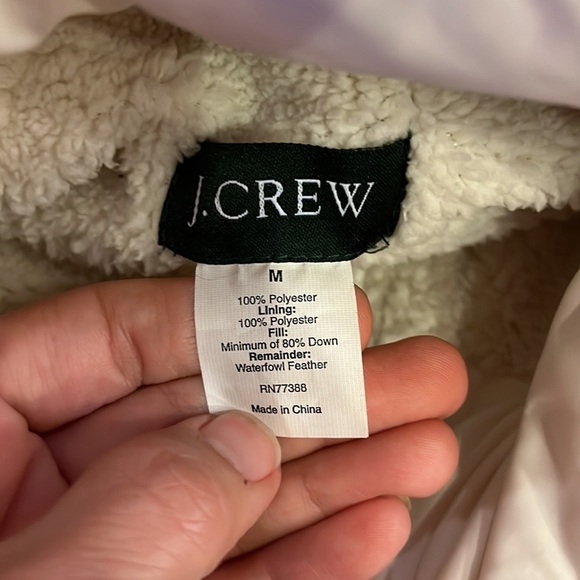 J.CREW
M
100% Polyester
Lining:
100% Polyester
Fill:
Minimum of 80% Down
Remainder:
Waterfowl Feather
RN77388
Made in China